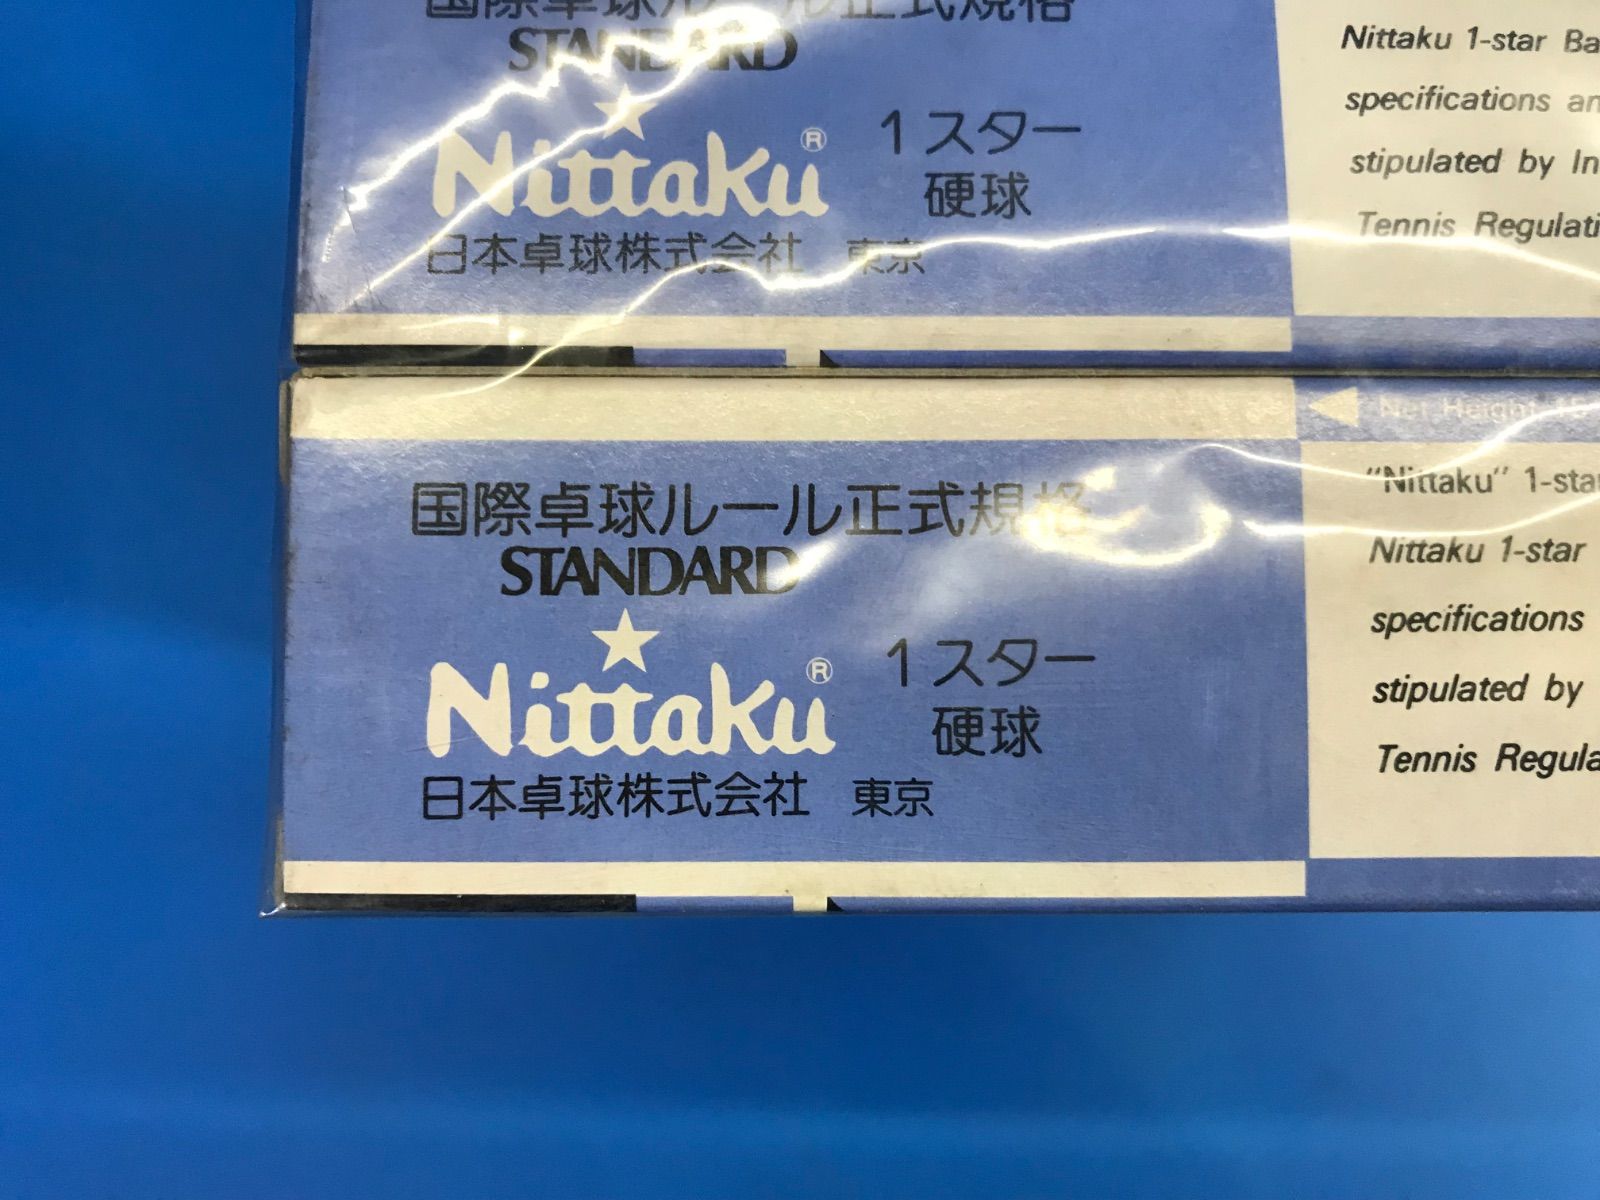 国際卓球ルール正式規格
STANDARD
Nittaku®
1スター
硬球
日本卓球株式会社 東京
Nittaku 1-star
specifications
stipulated by
Tennis
国際卓球ルール正式規格
STANDARD
Nittaku®
1スター
硬球
日本卓球株式会社 東京
Net Height
"Nittaku" 1-star
Nittaku 1-star
specifications
stipulated by
Tennis